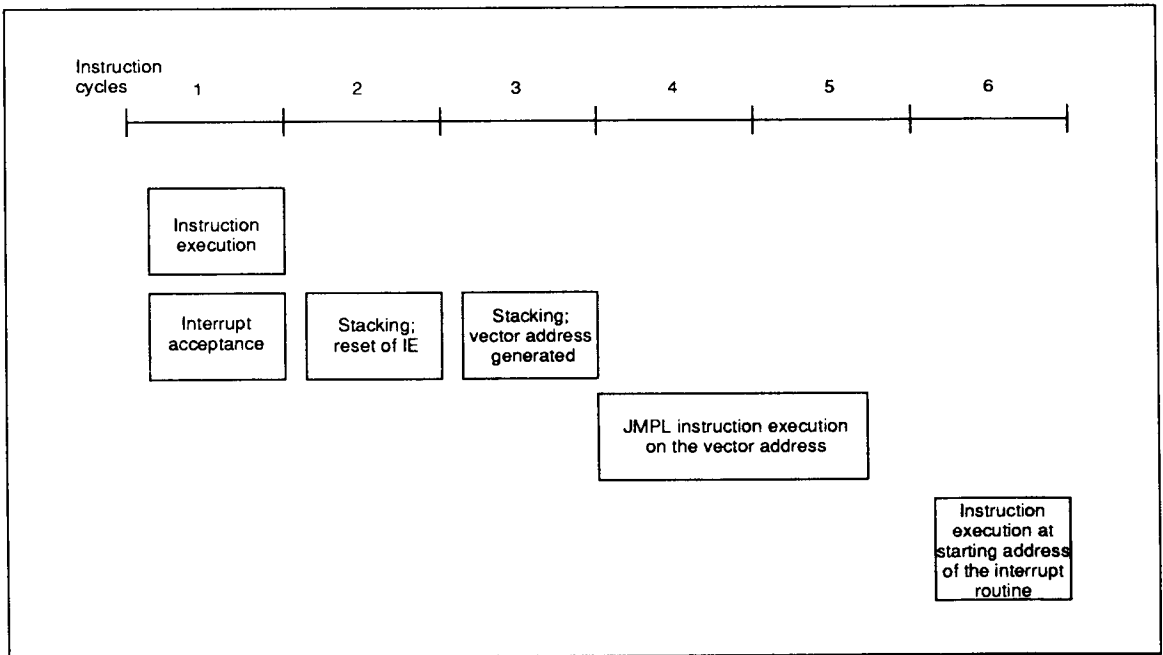 Instruction
cycles 1 2 3 4 5 6
Instruction
execution
Interrupt
acceptance
Stacking;
reset of IE
Stacking;
vector address
generated
JMPL instruction execution
on the vector address
Instruction
execution at
starting address
of the interrupt
routine